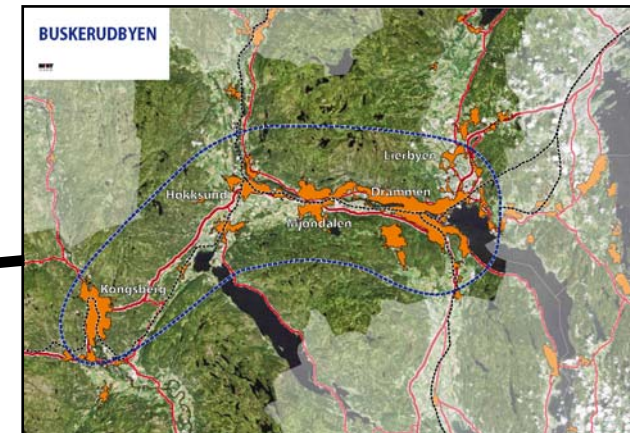 BUSKERUDBYEN
Lierbyen
Hokksund
Drammen
Mjøndalen
Kongsberg